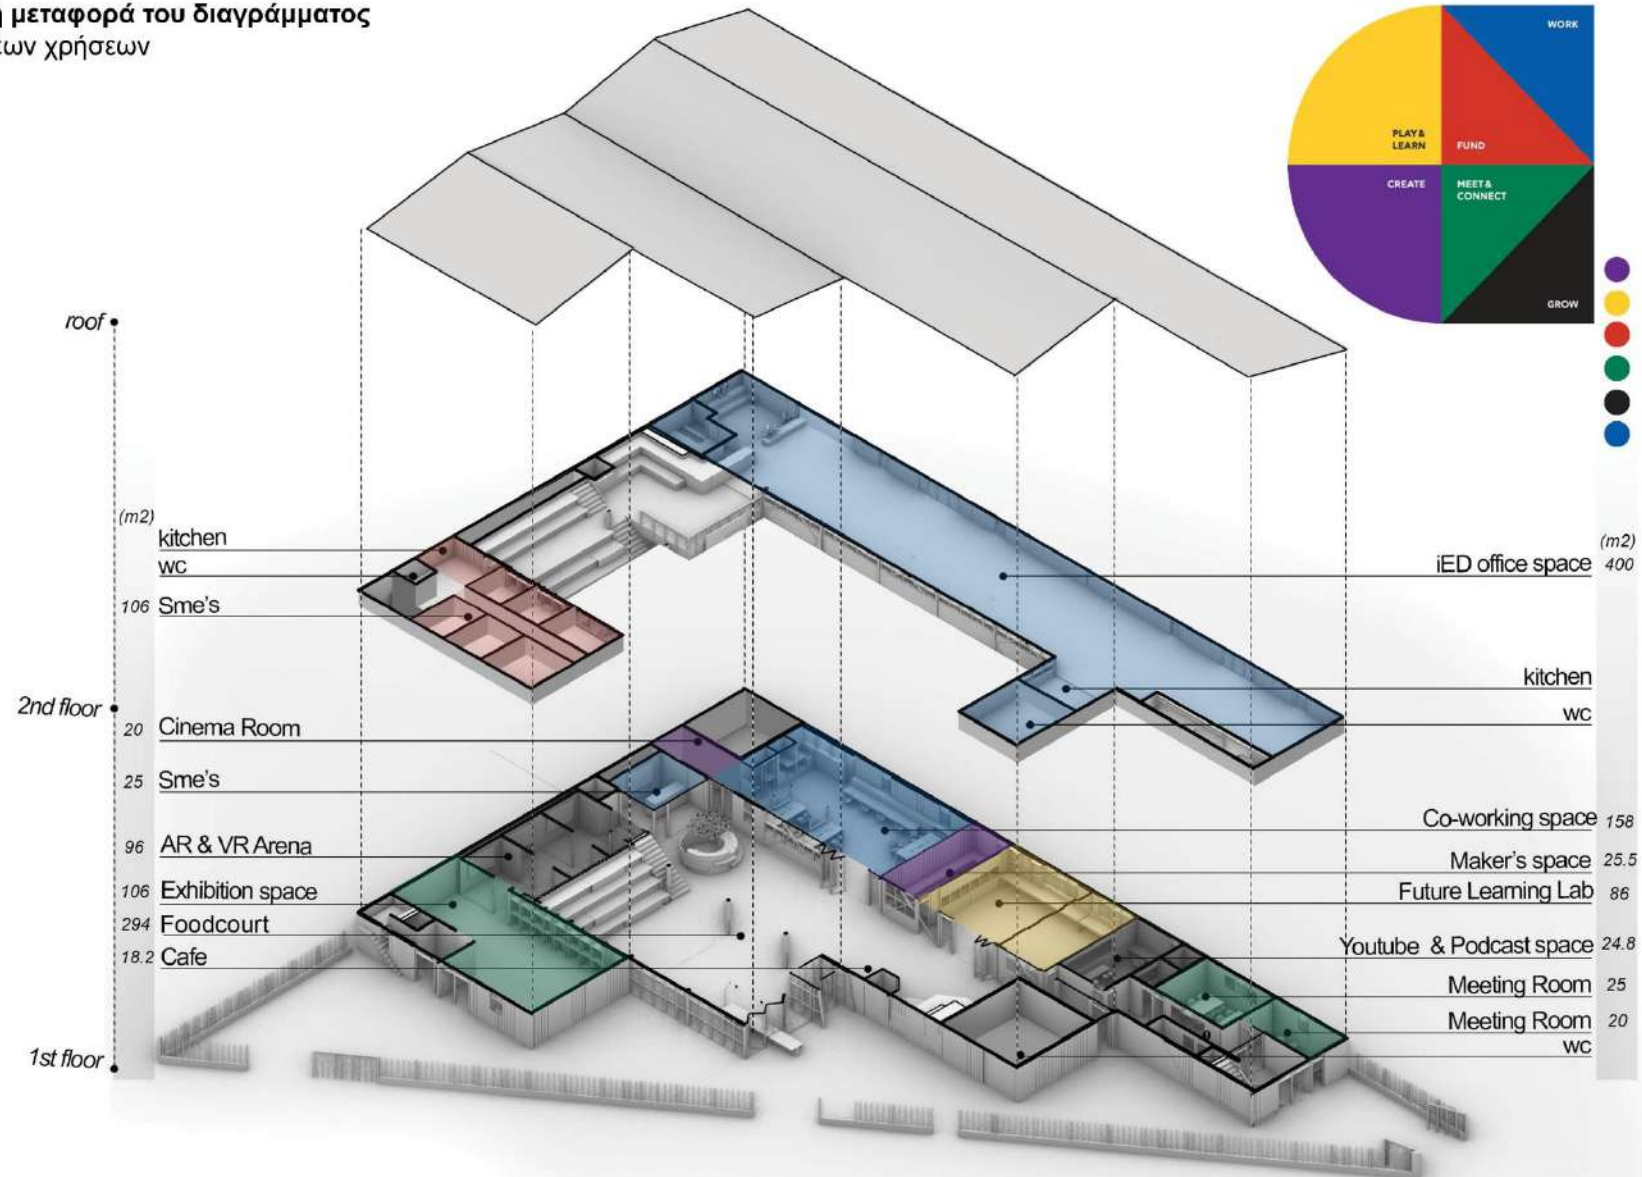 μεταφορά του διαγράμματος
χρήσεων
WORK
PLAY &
LEARN
FUND
CREATE
MEET &
CONNECT
GROW
roof
(m2)
kitchen
wc
106 Sme's
2nd floor
20 Cinema Room
25 Sme's
96 AR & VR Arena
106 Exhibition space
294 Foodcourt
18.2 Cafe
1st floor
(m2)
iED office space 400
kitchen
wc
Co-working space 158
Maker's space 25.5
Future Learning Lab 86
Youtube & Podcast space 24.8
Meeting Room 25
Meeting Room 20
wc